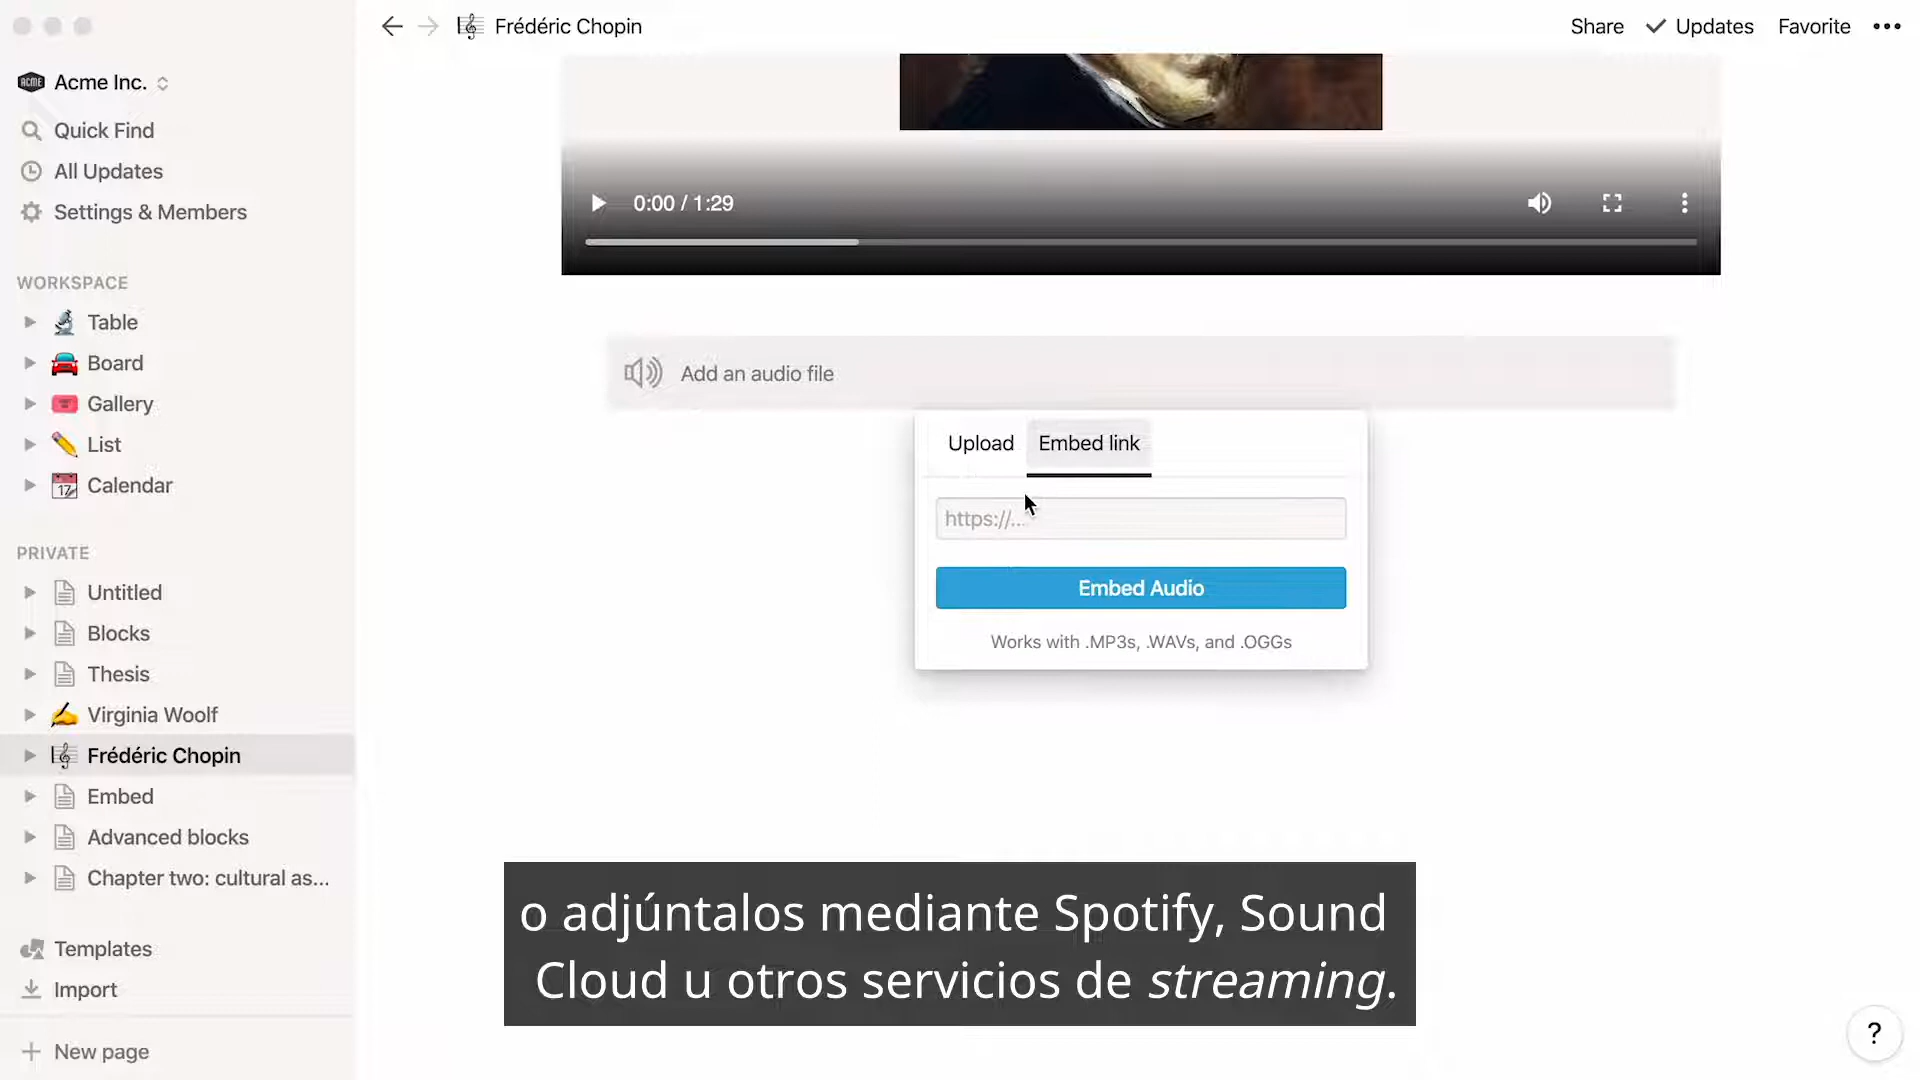 Frédéric Chopin
Share
Updates
Favorite
ACME
Acme Inc.
Quick Find
All Updates
Settings & Members
WORKSPACE
Table
Board
Gallery
List
17
Calendar
PRIVATE
Untitled
Blocks
Thesis
Virginia Woolf
Frédéric Chopin
Embed
Advanced blocks
Chapter two: cultural as...
Templates
Import
New page
0:00 / 1:29
Add an audio file
Upload
Embed link
https://...
Embed Audio
Works with .MP3s, .WAVs, and .OGGs
o adjúntalos mediante Spotify, Sound
Cloud u otros servicios de streaming.
?